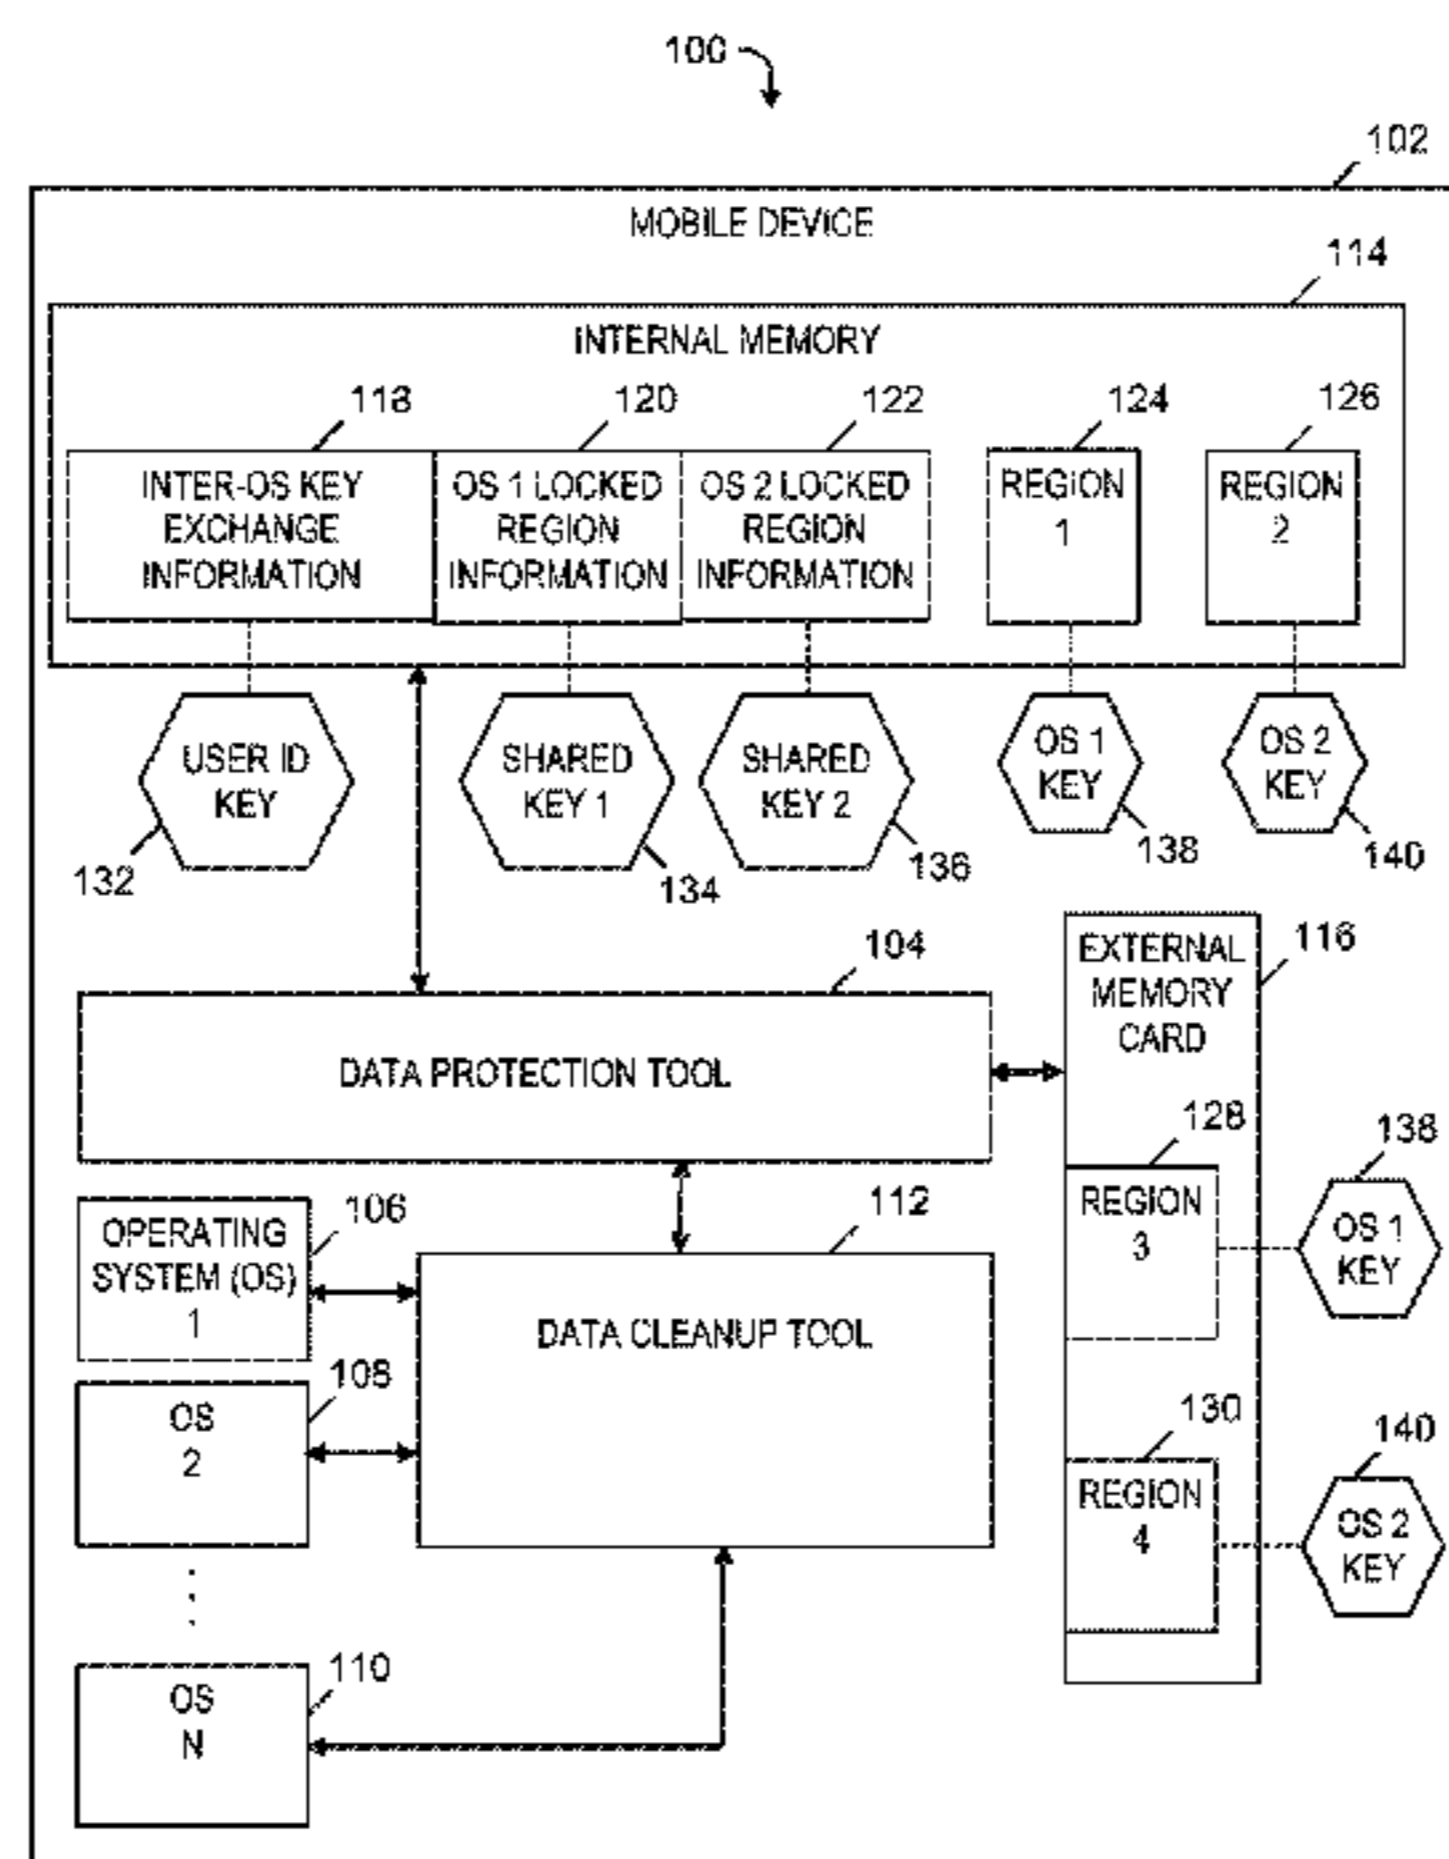 100
102
MOBILE DEVICE
114
INTERNAL MEMORY
118
120
122
124
126
INTER-OS KEY
EXCHANGE
INFORMATION
OS 1 LOCKED
REGION
INFORMATION
OS 2 LOCKED
REGION
INFORMATION
REGION
1
REGION
2
USER ID
KEY
SHARED
KEY 1
SHARED
KEY 2
OS 1
KEY
OS 2
KEY
132
134
136
138
140
104
DATA PROTECTION TOOL
EXTERNAL
MEMORY
CARD
116
128
REGION
3
138
OS 1
KEY
OPERATING
SYSTEM (OS)
1
106
112
DATA CLEANUP TOOL
OS
2
108
130
REGION
4
140
OS 2
KEY
OS
N
110